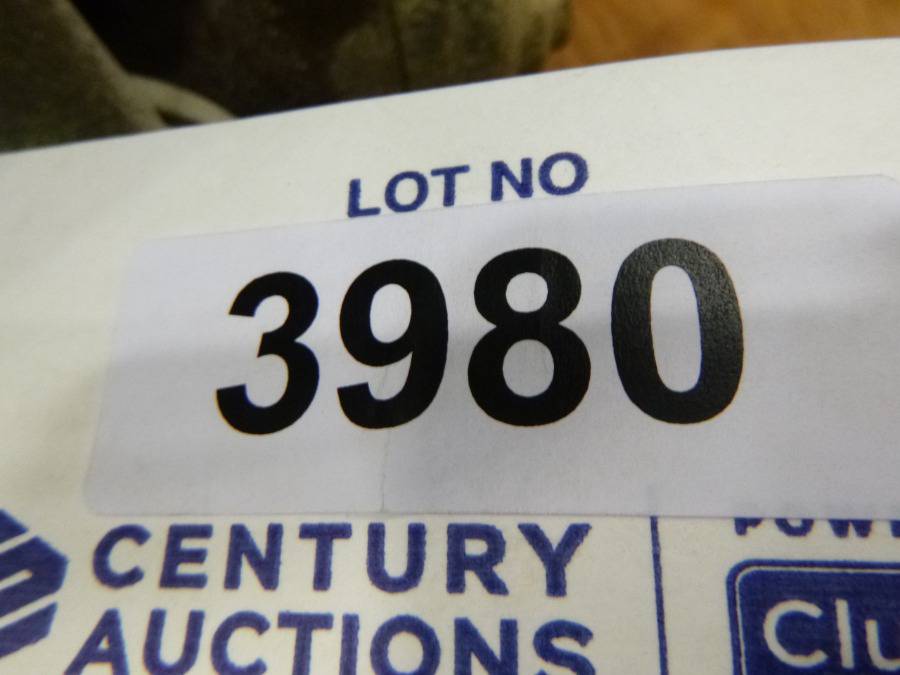 LOT NO
3980
CENTURY
AUCTIONS